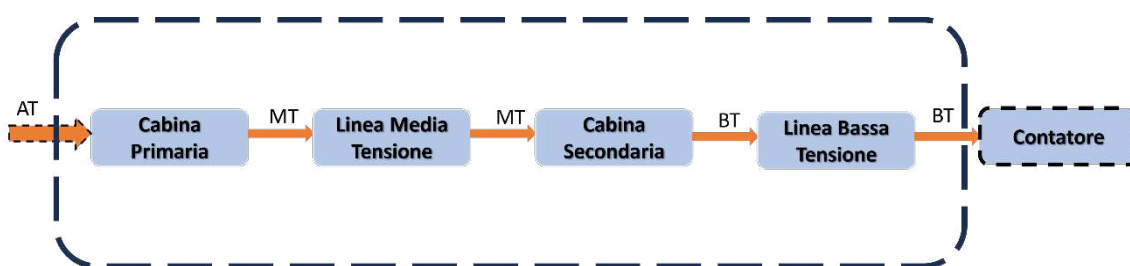 AT
Cabina
Primaria
MT
Linea Media
Tensione
MT
Cabina
Secondaria
BT
Linea Bassa
Tensione
BT
Contatore